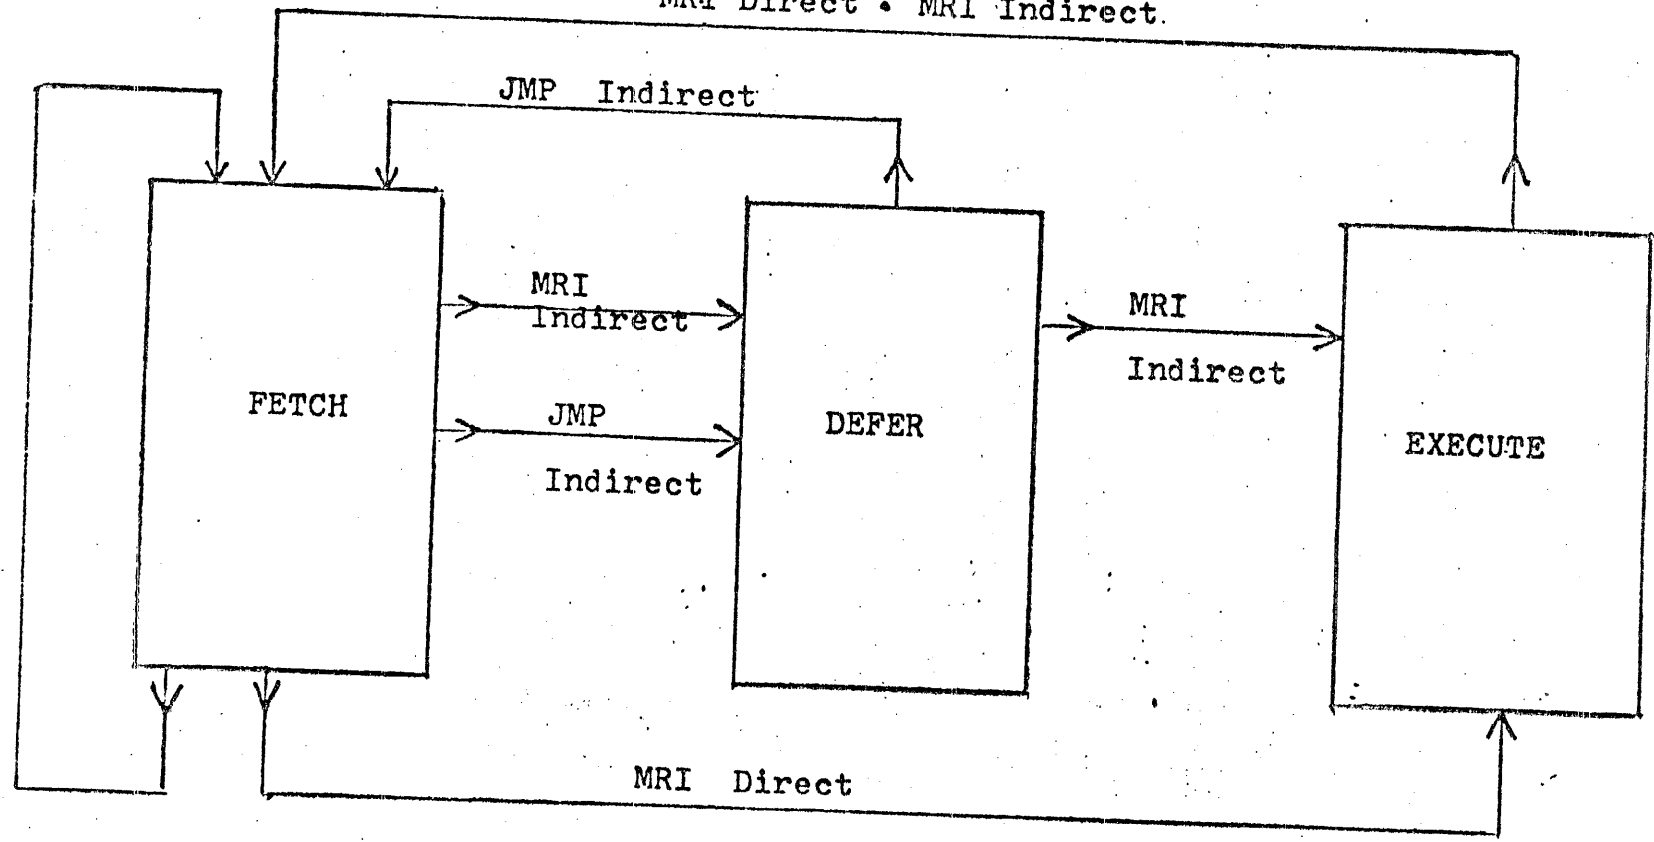 MRI Direct • MRI Indirect.
JMP Indirect
MRI
Indirect
MRI
Indirect
FETCH
JMP
Indirect
DEFER
EXECUTE
MRI Direct